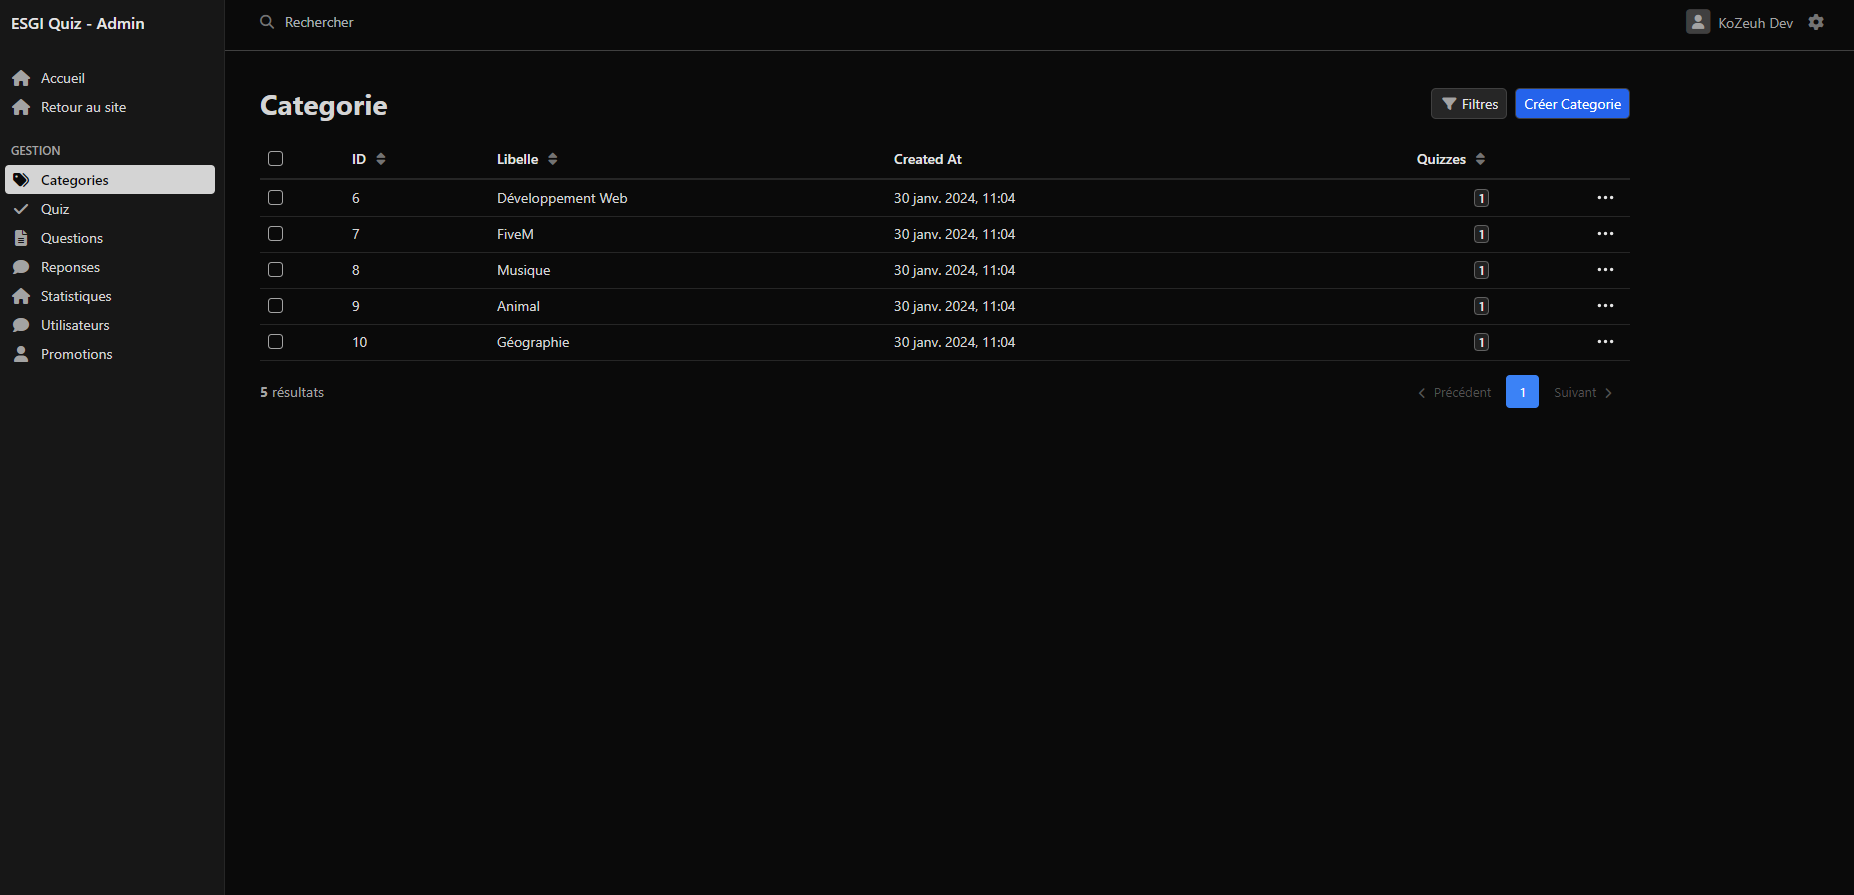 ESGI Quiz - Admin
Rechercher
KoZeuh Dev
Accueil
Retour au site
GESTION
Categories
Quiz
Questions
Reponses
Statistiques
Utilisateurs
Promotions
Categorie
Filtres
Créer Categorie
ID Libelle Created At Quizzes
6 Développement Web 30 janv. 2024, 11:04 1
7 FiveM 30 janv. 2024, 11:04 1
8 Musique 30 janv. 2024, 11:04 1
9 Animal 30 janv. 2024, 11:04 1
10 Géographie 30 janv. 2024, 11:04 1
5 résultats
Précédent 1 Suivant